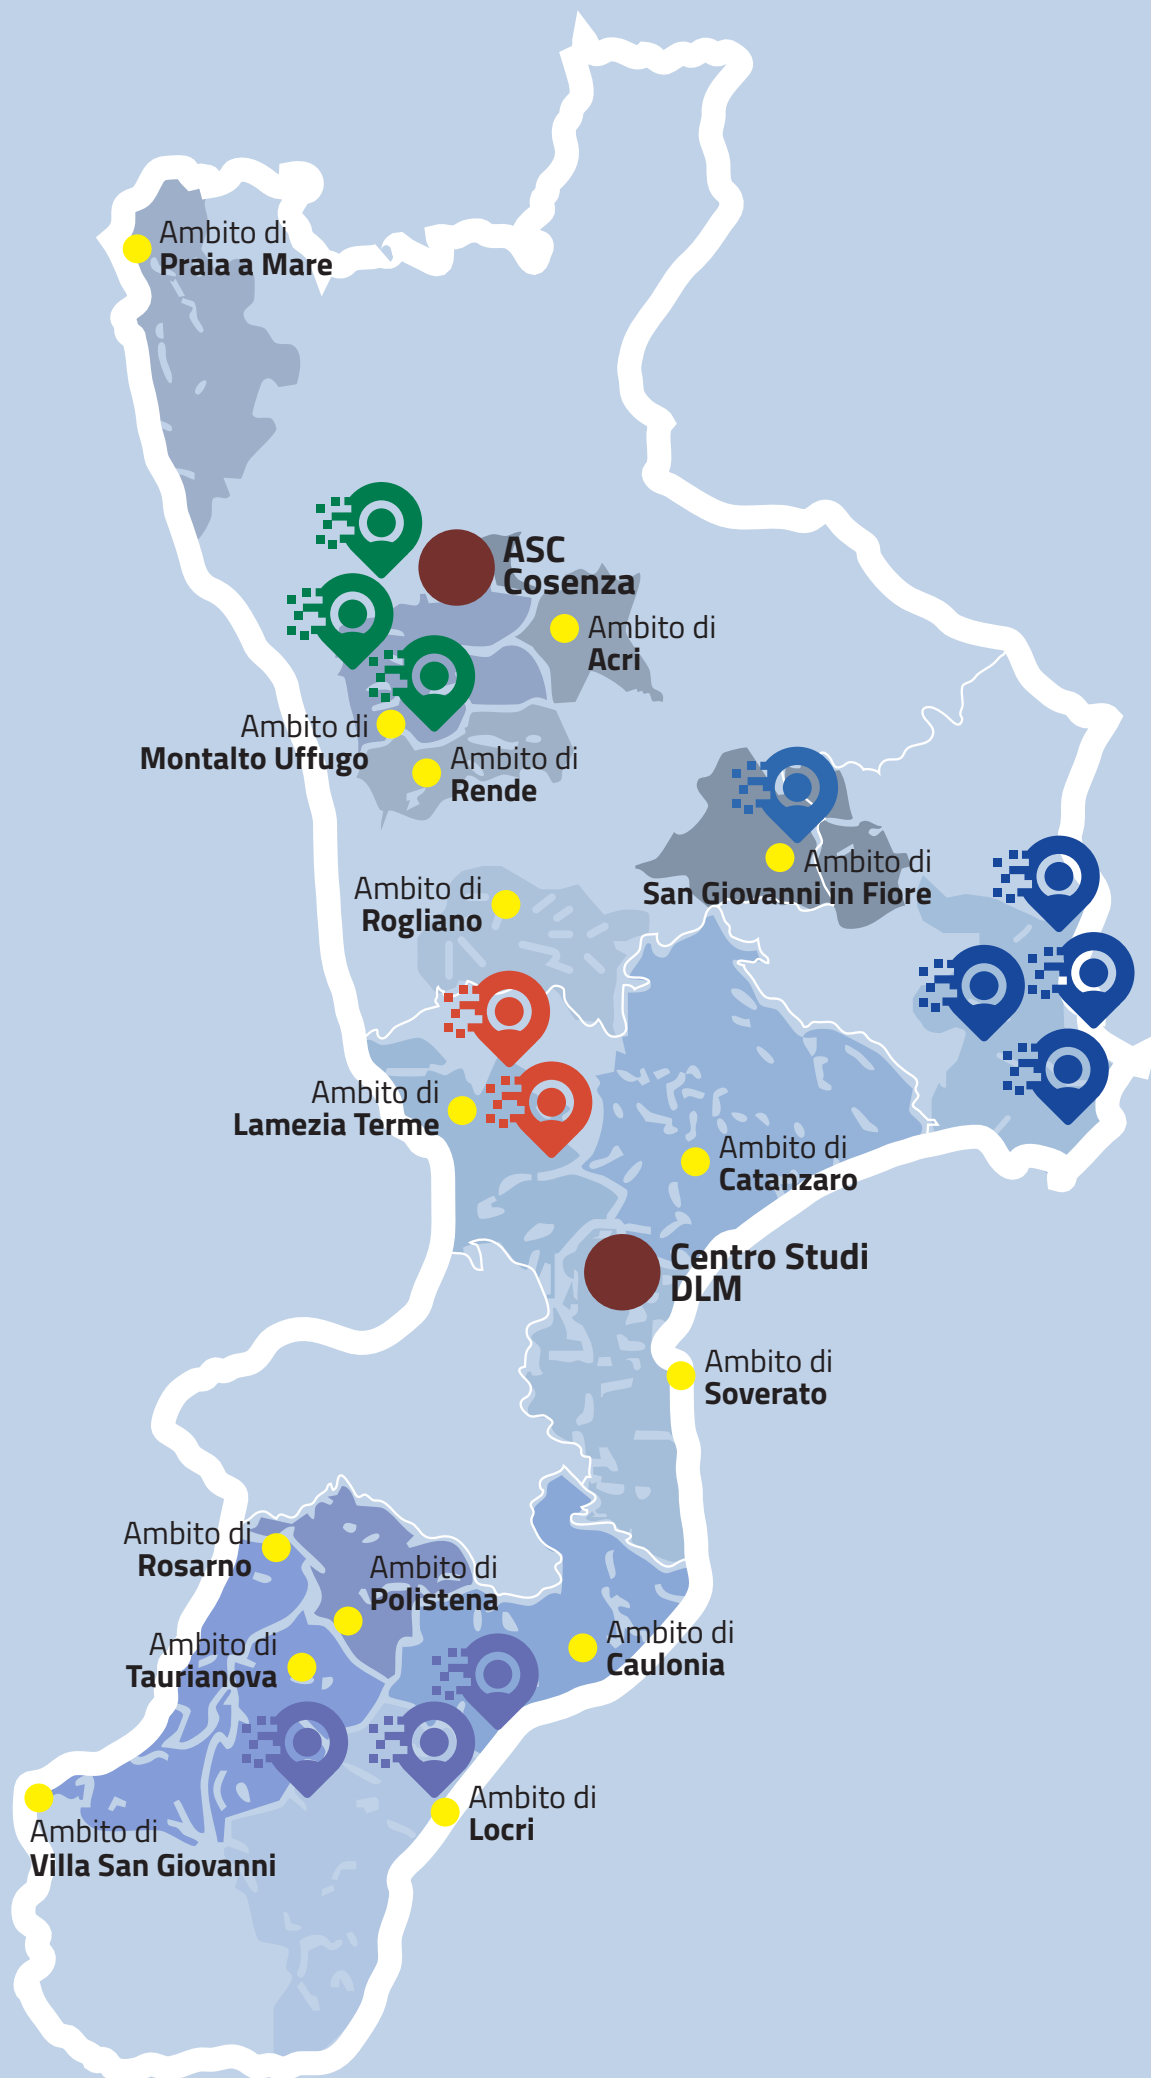 Ambito di
Praia a Mare
ASC
Cosenza
Ambito di
Acri
Ambito di
Montalto Uffugo
Ambito di
Rende
Ambito di
San Giovanni in Fiore
Ambito di
Rogliano
Ambito di
Lamezia Terme
Ambito di
Catanzaro
Centro Studi
DLM
Ambito di
Soverato
Ambito di
Rosarno
Ambito di
Polistena
Ambito di
Taurianova
Ambito di
Caulonia
Ambito di
Locri
Ambito di
Villa San Giovanni